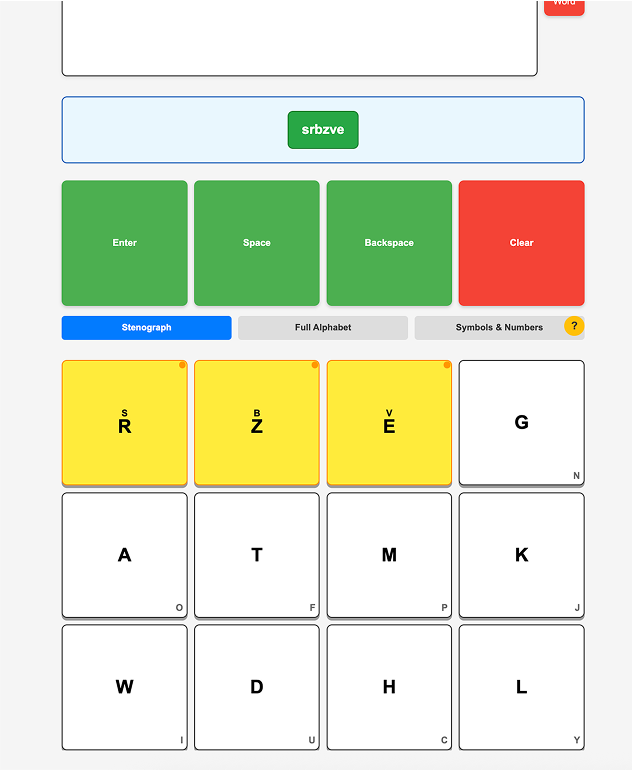 Word
srbzve
Enter Space Backspace Clear
Stenograph Full Alphabet Symbols & Numbers ?
S B V
R Z E G
N
A T M K
O F P J
W D H L
I U C Y